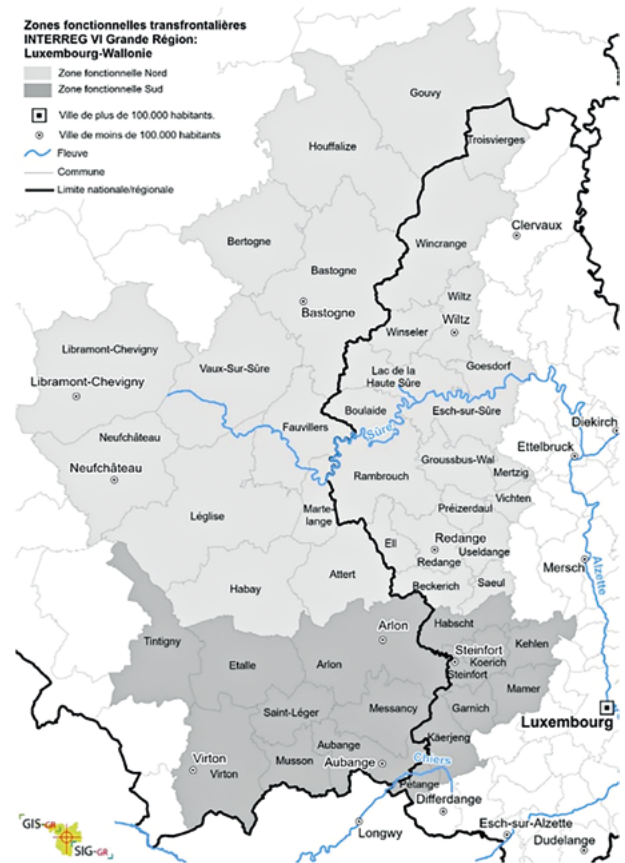 Zones fonctionnelles transfrontalières
INTERREG VI Grande Région:
Luxembourg-Wallonie
Zone fonctionnelle Nord
Zone fonctionnelle Sud
Ville de plus de 100.000 habitants.
Ville de moins de 100.000 habitants
Fleuve
Commune
Limite nationale/régionale
Gouvy
Troisvierges
Houffalize
Clervaux
Bertogne
Wincrange
Bastogne
Bastogne
Wiltz
Wiltz
Winseler
Libramont-Chevigny
Vaux-Sur-Sûre
Lac de la
Haute Sûre
Goesdorf
Libramont-Chevigny
Boulaide
Esch-sur-Sûre
Fauvillers
Sûre
Diekirch
Neufchâteau
Ettelbruck
Groussbus-Wal
Neufchâteau
Rambrouch
Mertzig
Vichten
Léglise
Marte-
lange
Préizerdaul
Ell
Redange
Useldange
Redange
Mersch
Alzette
Habay
Attert
Beckerich
Saeul
Habscht
Arlon
Tintigny
Steinfort
Kehlen
Etalle
Arlon
Koerich
Steinfort
Mamer
Saint-Léger
Messancy
Garnich
Luxembourg
Käerjeng
Aubange
Virton
Musson
Aubange
Chiers
Virton
Pétange
Differdange
Longwy
Esch-sur-Alzette
Dudelange
GIS-GR
SIG-GR